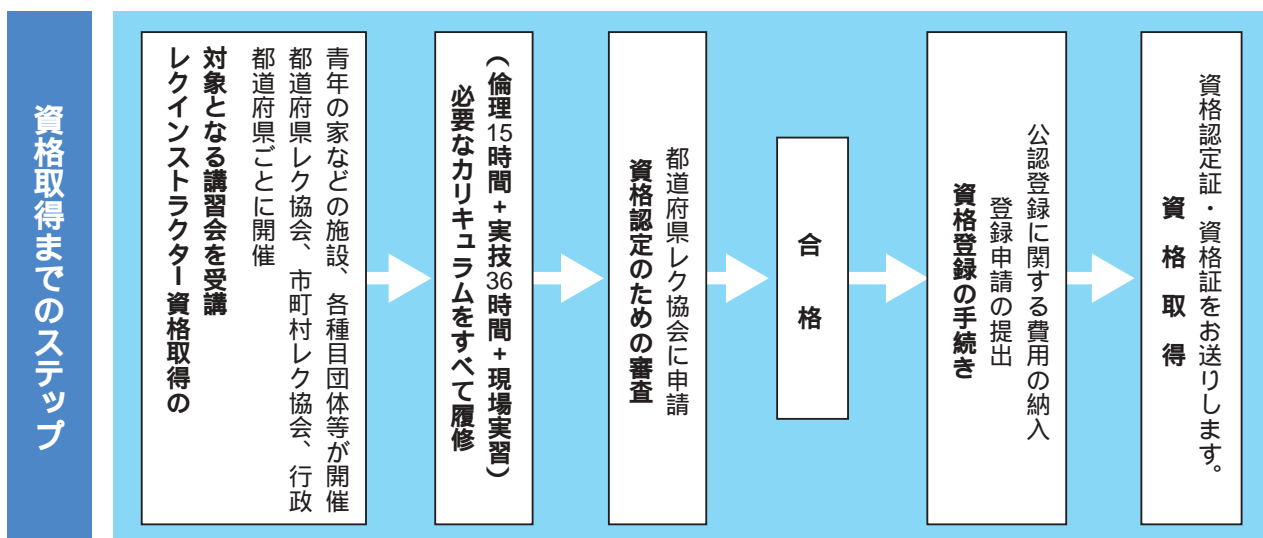 資格取得までのステップ
レクインストラクター資格取得の
対象となる講習会を受講
都道府県ごとに開催
都道府県レク協会、市町村レク協会、行政
青年の家などの施設、各種目団体等が開催
必要なカリキュラムをすべて履修
（倫理15時間+実技36時間+現場実習）
資格認定のための審査
都道府県レク協会に申請
合格
資格登録の手続き
登録申請の提出
公認登録に関する費用の納入
資格取得
資格認定証・資格証をお送りします。